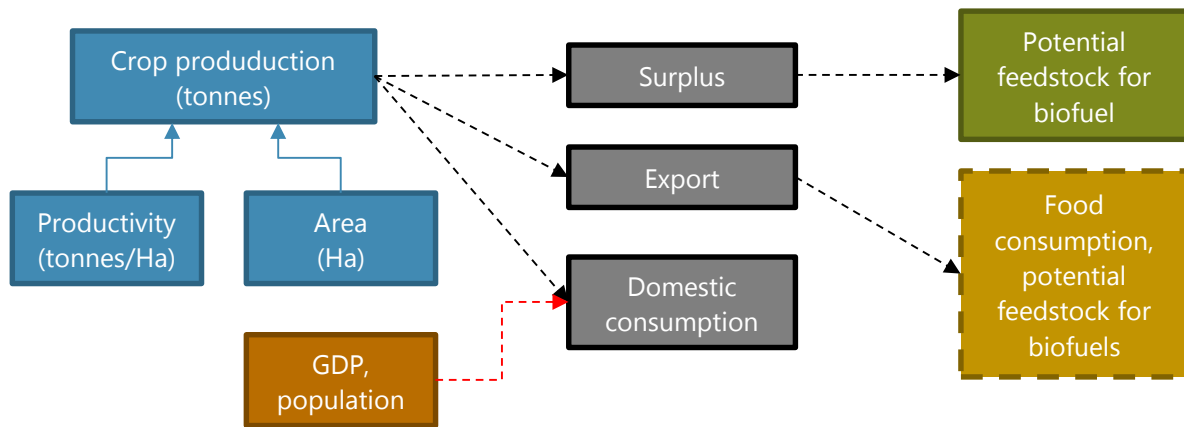 Crop produduction
(tonnes)
Surplus
Potential
feedstock for
biofuel
Productivity
(tonnes/Ha)
Area
(Ha)
Export
Food
consumption,
potential
feedstock for
biofuels
Domestic
consumption
GDP,
population